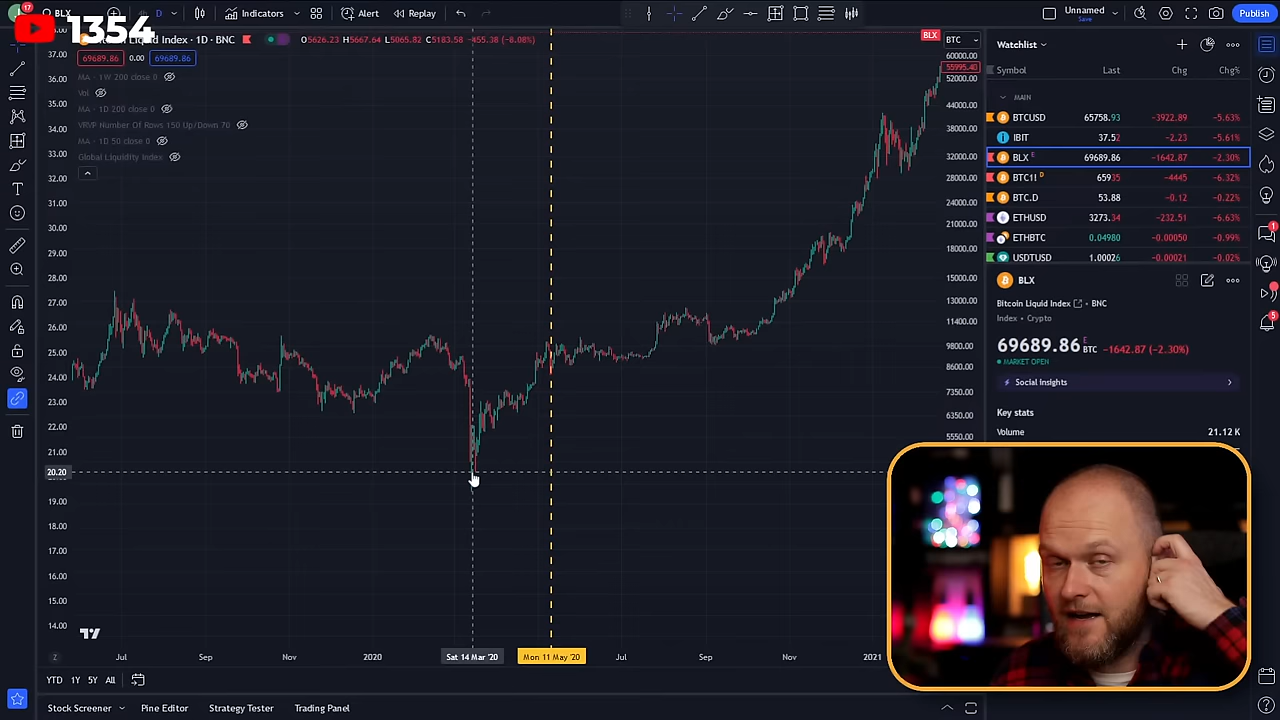 BLX
17
D
Indicators
Alert
Replay
Unnamed
Save
Publish
1354
Liquid Index · 1D · BNC
O5626.23 H5667.64 L5065.82 C5183.58 -455.38 (-8.08%)
69689.86 0.00 69689.86
MA · 1W 200 close 0
Vol
MA · 1D 200 close 0
VRVP Number Of Rows 150 Up/Down 70
MA · 1D 50 close 0
Global Liquidity Index
37.00
36.00
35.00
34.00
33.00
32.00
31.00
30.00
29.00
28.00
27.00
26.00
25.00
24.00
23.00
22.00
21.00
20.20
19.00
18.00
17.00
16.00
15.00
14.00
BLX
BTC
60000.00
55995.40
52000.00
44000.00
38000.00
32000.00
28000.00
24000.00
21000.00
18000.00
15000.00
13000.00
11400.00
9800.00
8600.00
7350.00
6350.00
5550.00
Z
Jul
Sep
Nov
2020
Sat 14 Mar '20
Mon 11 May '20
Jul
Sep
Nov
2021
YTD 1Y 5Y All
Stock Screener
Pine Editor
Strategy Tester
Trading Panel
Watchlist
Symbol Last Chg Chg%
MAIN
BTCUSD 65758.93 -3922.89 -5.63%
IBIT 37.52 -2.23 -5.61%
BLX E 69689.86 -1642.87 -2.30%
BTC1! D 65935 -4445 -6.32%
BTC.D 53.88 -0.12 -0.22%
ETHUSD 3273.34 -232.51 -6.63%
ETHBTC 0.04980 -0.00050 -0.99%
USDTUSD 1.00026 -0.00021 -0.02%
BLX
Bitcoin Liquid Index · BNC
Index · Crypto
69689.86 E BTC -1642.87 (-2.30%)
MARKET OPEN
Social Insights
Key stats
Volume 21.12 K
1
5